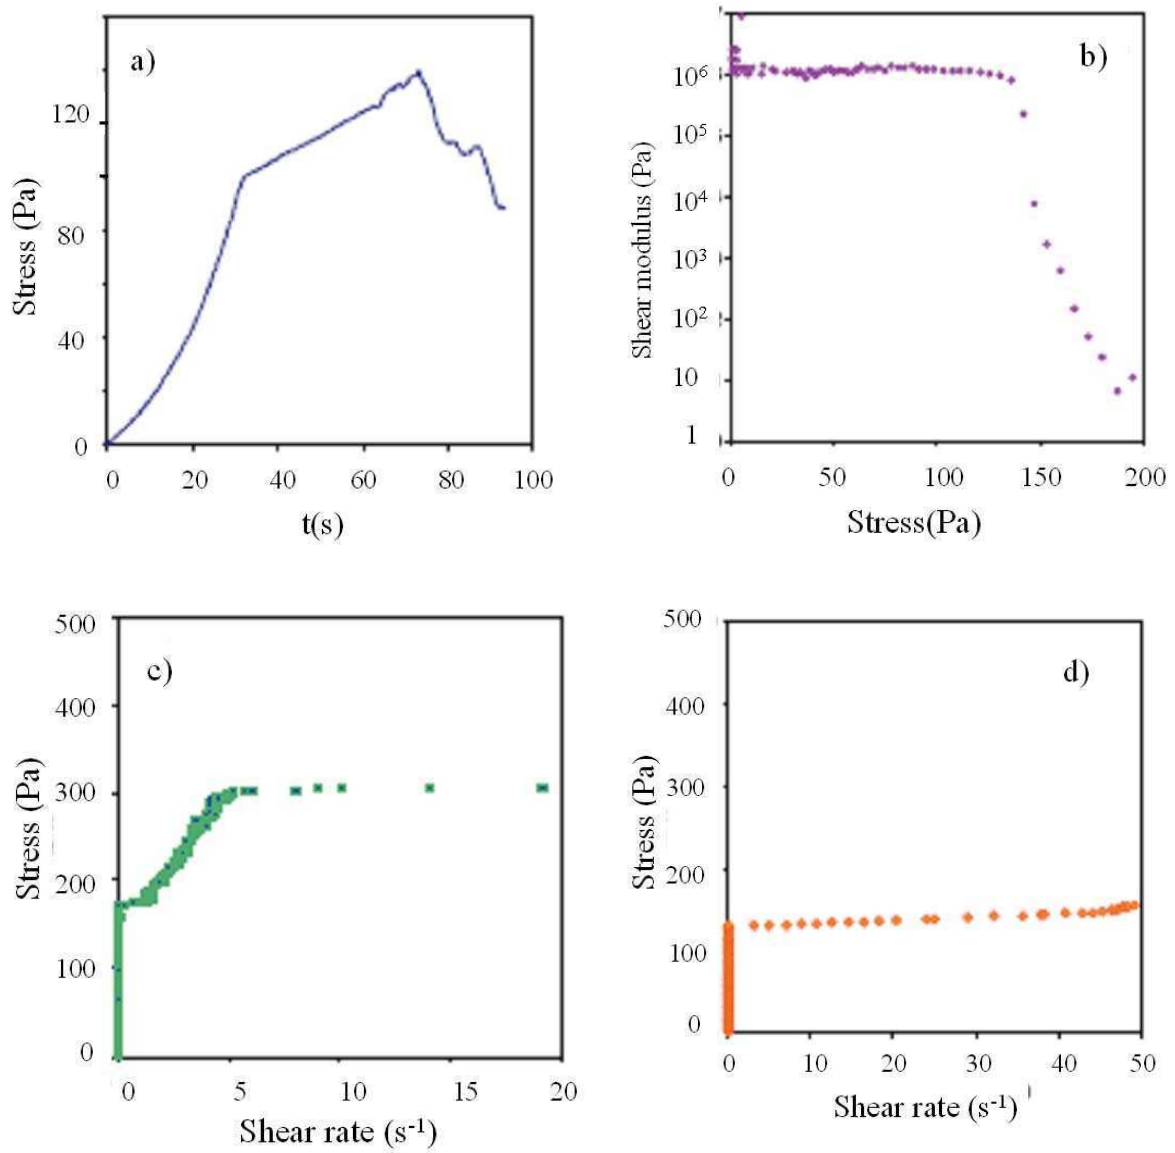 a)
120
80
40
0
Stress (Pa)
0 20 40 60 80 100
t(s)
b)
10⁶
10⁵
10⁴
10³
10²
10
1
Shear modulus (Pa)
0 50 100 150 200
Stress(Pa)
c)
500
400
300
200
100
0
Stress (Pa)
0 5 10 15 20
Shear rate (s⁻¹)
d)
500
400
300
200
100
0
Stress (Pa)
0 10 20 30 40 50
Shear rate (s⁻¹)